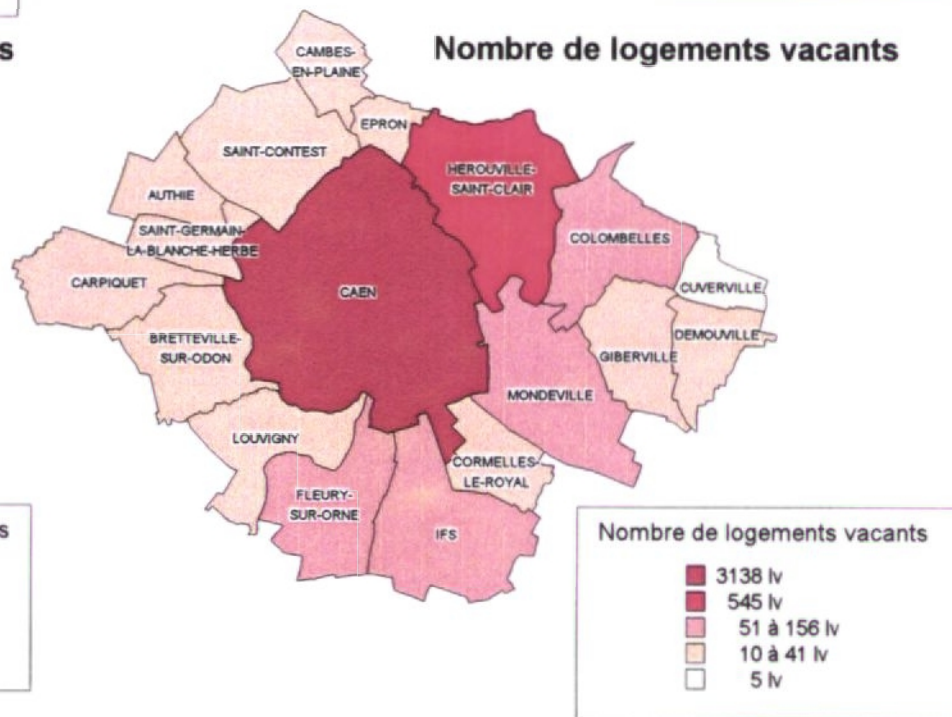 s
Nombre de logements vacants
CAMBES-
EN-PLAINE
EPRON
SAINT-CONTEST
HEROUVILLE-
SAINT-CLAIR
AUTHIE
SAINT-GERMAIN-
LA-BLANCHE-HERBE
COLOMBELLES
CARPIQUET
CAEN
CUVERVILLE
BRETTEVILLE-
SUR-ODON
GIBERVILLE
DEMOUVILLE
MONDEVILLE
LOUVIGNY
CORMELLES-
LE-ROYAL
FLEURY-
SUR-ORNE
IFS
s
Nombre de logements vacants
3138 lv
545 lv
51 à 156 lv
10 à 41 lv
5 lv